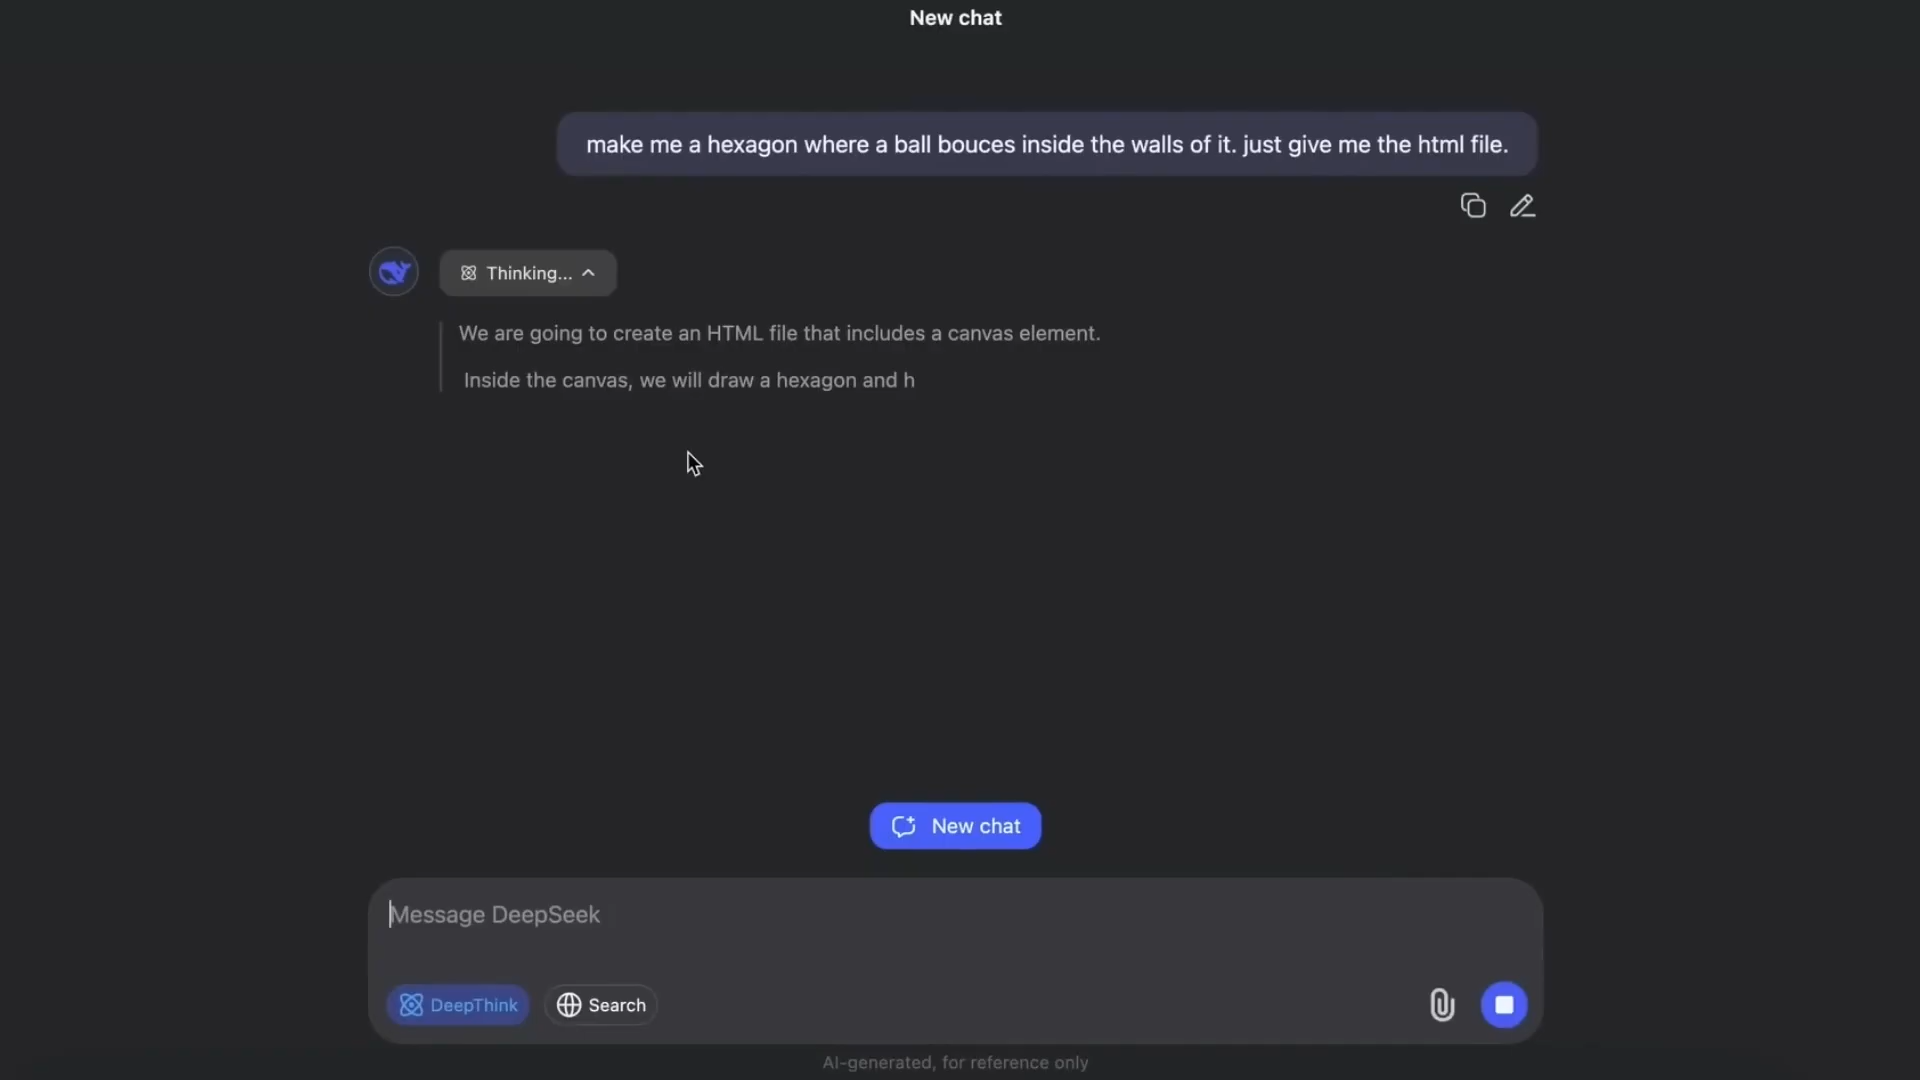 New chat
make me a hexagon where a ball bouces inside the walls of it. just give me the html file.
Thinking...
We are going to create an HTML file that includes a canvas element.
Inside the canvas, we will draw a hexagon and h
New chat
Message DeepSeek
DeepThink
Search
AI-generated, for reference only